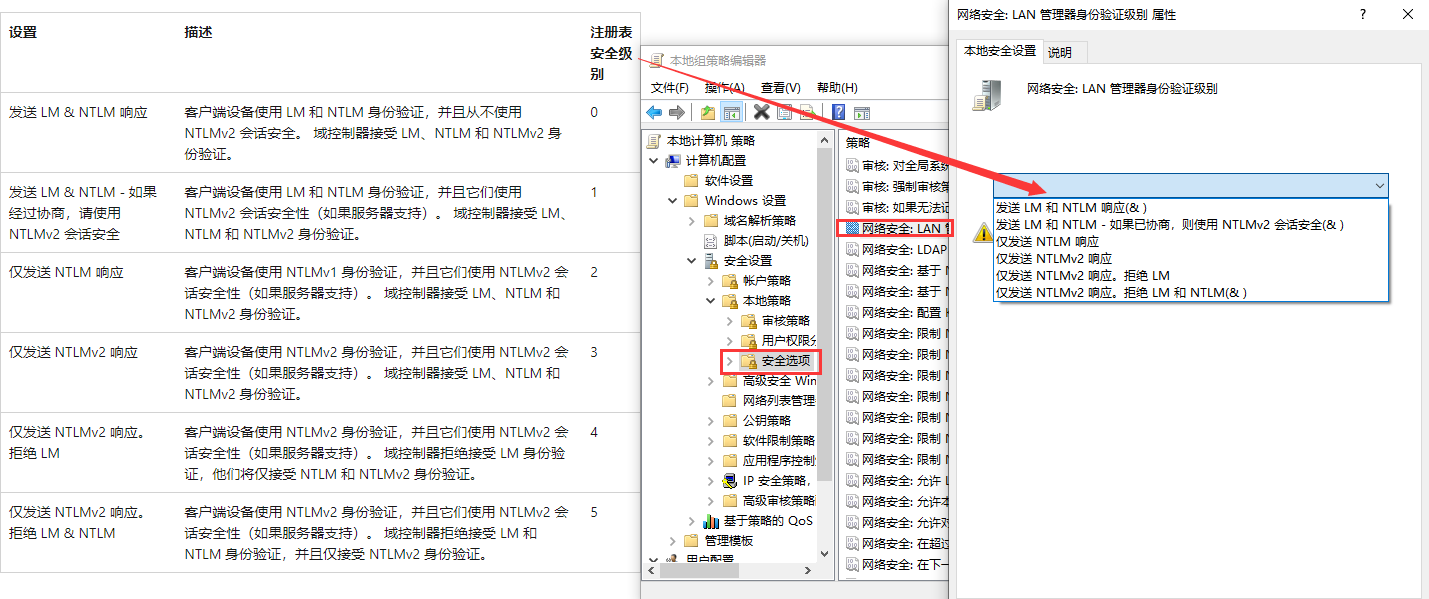 设置
描述
注册表
安全级
别
发送 LM & NTLM 响应
客户端设备使用 LM 和 NTLM 身份验证，并且从不使用
NTLMv2 会话安全。 域控制器接受 LM、NTLM 和 NTLMv2 身
份验证。
0
发送 LM & NTLM - 如果
经过协商，请使用
NTLMv2 会话安全
客户端设备使用 LM 和 NTLM 身份验证，并且它们使用
NTLMv2 会话安全性（如果服务器支持）。 域控制器接受 LM、
NTLM 和 NTLMv2 身份验证。
1
仅发送 NTLM 响应
客户端设备使用 NTLMv1 身份验证，并且它们使用 NTLMv2 会
话安全性（如果服务器支持）。 域控制器接受 LM、NTLM 和
NTLMv2 身份验证。
2
仅发送 NTLMv2 响应
客户端设备使用 NTLMv2 身份验证，并且它们使用 NTLMv2 会
话安全性（如果服务器支持）。 域控制器接受 LM、NTLM 和
NTLMv2 身份验证。
3
仅发送 NTLMv2 响应。
拒绝 LM
客户端设备使用 NTLMv2 身份验证，并且它们使用 NTLMv2 会
话安全性（如果服务器支持）。 域控制器拒绝接受 LM 身份验
证，他们将仅接受 NTLM 和 NTLMv2 身份验证。
4
仅发送 NTLMv2 响应。
拒绝 LM & NTLM
客户端设备使用 NTLMv2 身份验证，并且它们使用 NTLMv2 会
话安全性（如果服务器支持）。 域控制器拒绝接受 LM 和
NTLM 身份验证，并且仅接受 NTLMv2 身份验证。
5
本地组策略编辑器
文件(F) 操作(A) 查看(V) 帮助(H)
本地计算机 策略
计算机配置
软件设置
Windows 设置
域名解析策略
脚本(启动/关机)
安全设置
帐户策略
本地策略
审核策略
用户权限分
安全选项
高级安全 Win
网络列表管理
公钥策略
软件限制策略
应用程序控制
IP 安全策略，
高级审核策略
基于策略的 QoS
管理模板
用户配置
策略
审核: 对全局系统
审核: 强制审核策
审核: 如果无法记
网络安全: LAN 管
网络安全: LDAP
网络安全: 基于
网络安全: 基于
网络安全: 配置
网络安全: 限制
网络安全: 限制
网络安全: 限制
网络安全: 限制
网络安全: 限制
网络安全: 限制
网络安全: 限制
网络安全: 允许
网络安全: 允许本
网络安全: 允许对
网络安全: 在超过
网络安全: 在下一
网络安全: LAN 管理器身份验证级别 属性
本地安全设置 说明
网络安全: LAN 管理器身份验证级别
发送 LM 和 NTLM 响应(& )
发送 LM 和 NTLM - 如果已协商，则使用 NTLMv2 会话安全(& )
仅发送 NTLM 响应
仅发送 NTLMv2 响应
仅发送 NTLMv2 响应。拒绝 LM
仅发送 NTLMv2 响应。拒绝 LM 和 NTLM(& )